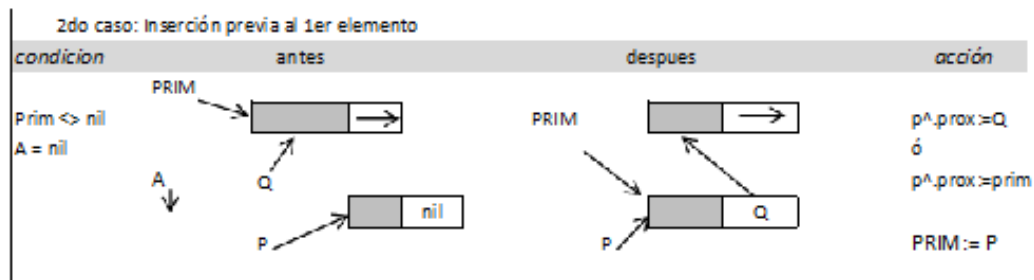 2do caso: Inserción previa al 1er elemento
condicion antes despues acción
PRIM
Prim <> nil PRIM p^.prox:=Q
A = nil ó
A Q p^.prox:=prim
nil Q
P P PRIM := P